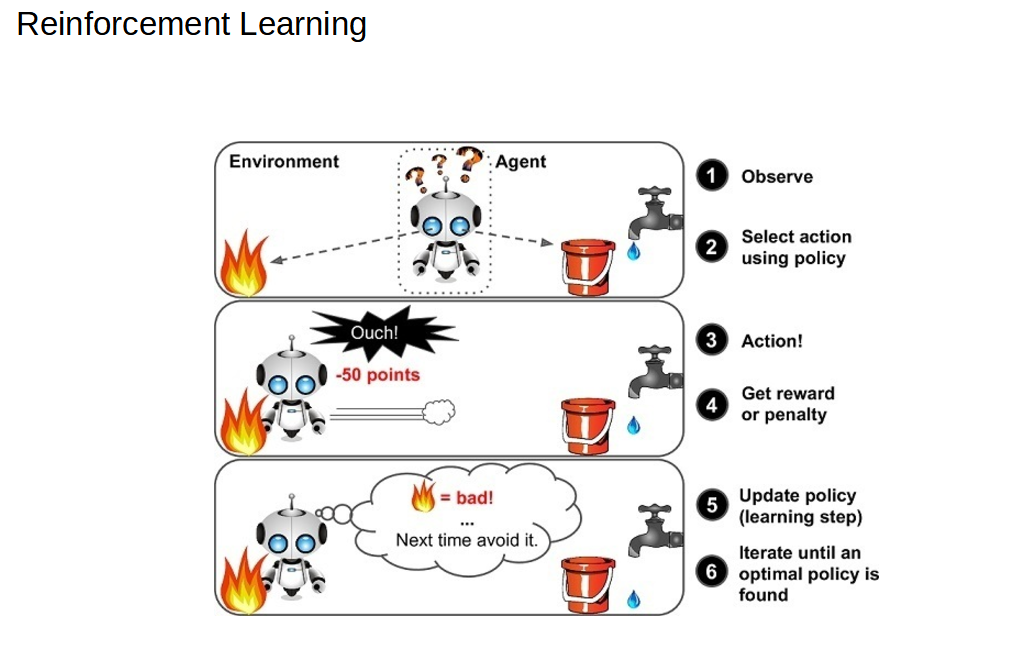 Reinforcement Learning
Environment
? ? ?
Agent
1 Observe
2 Select action
using policy
Ouch!
-50 points
3 Action!
4 Get reward
or penalty
= bad!
...
Next time avoid it.
5 Update policy
(learning step)
6 Iterate until an
optimal policy is
found